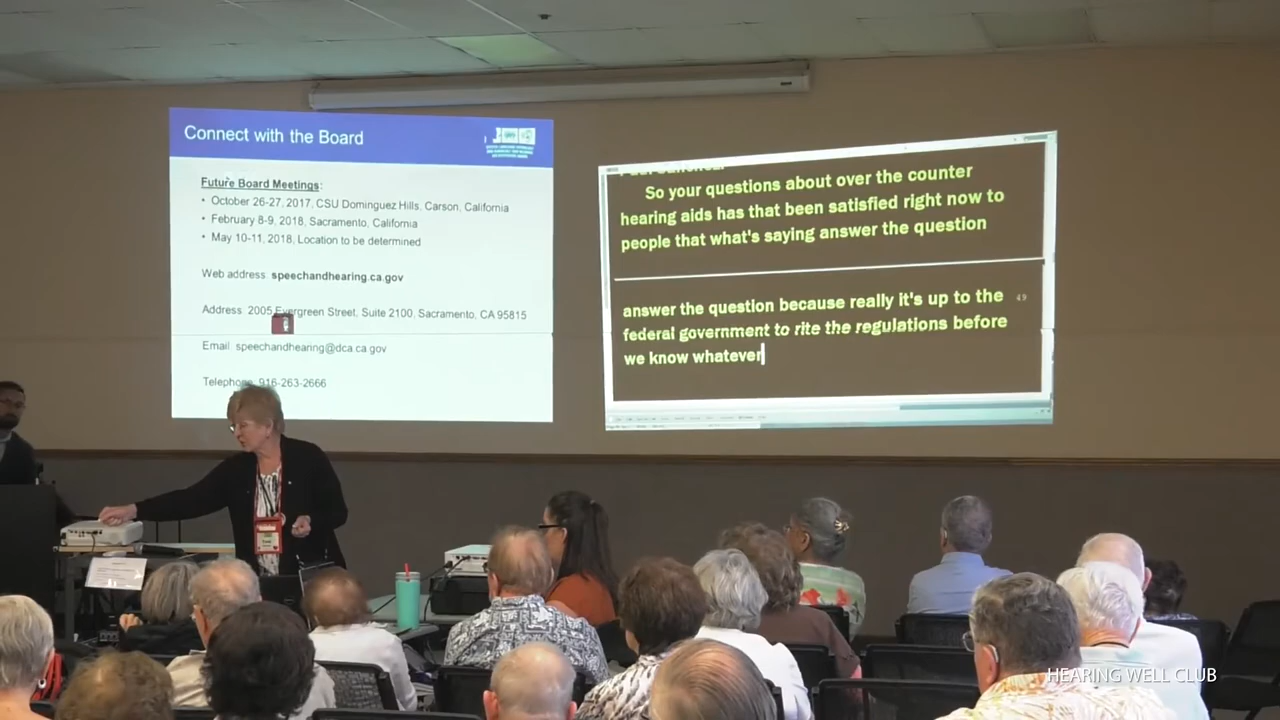 Connect with the Board
Future Board Meetings:
• October 26-27, 2017, CSU Dominguez Hills, Carson, California
• February 8-9, 2018, Sacramento, California
• May 10-11, 2018, Location to be determined
Web address speechandhearing.ca.gov
Address 2005 Evergreen Street, Suite 2100, Sacramento, CA 95815
Email: speechandhearing@dca.ca.gov
Telephone 916-263-2666
So your questions about over the counter
hearing aids has that been satisfied right now to
people that what's saying answer the question
answer the question because really it's up to the
federal government to rite the regulations before
we know whatever
49
HEARING WELL CLUB